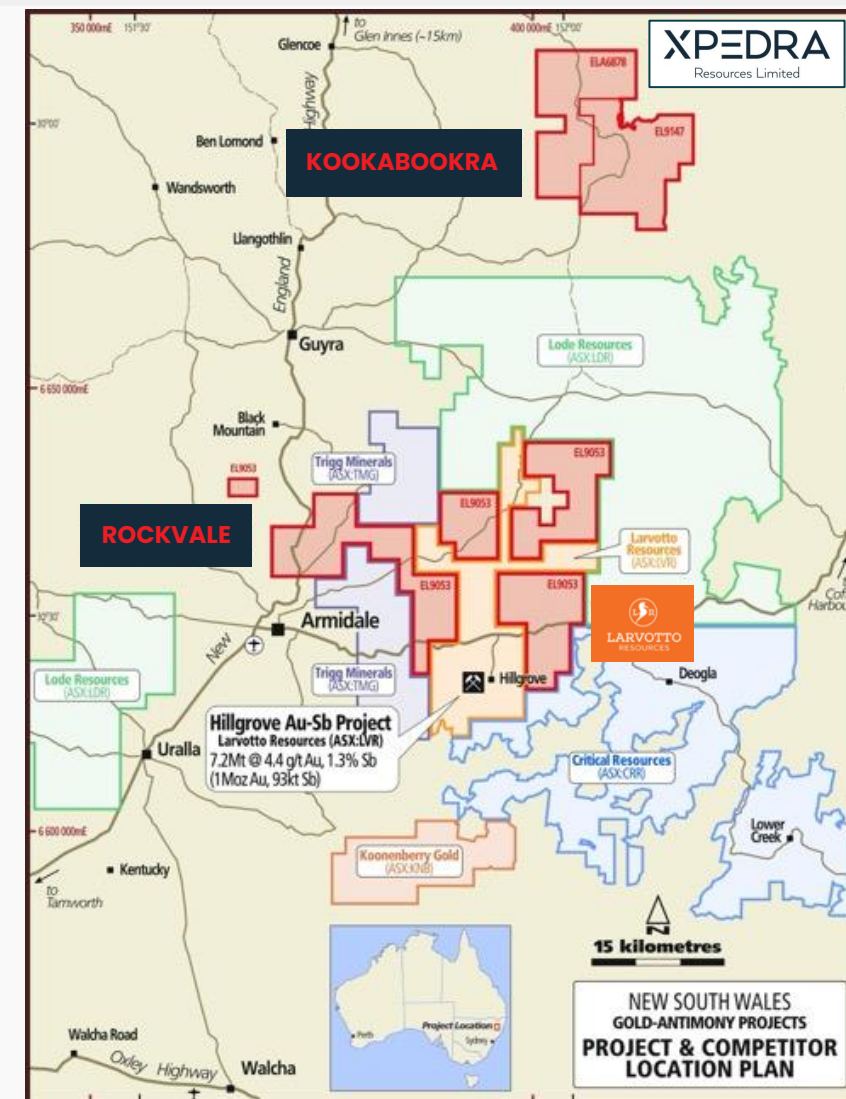 350 000mE
151°30'
to
Glen Innes (~15km)
400 000mE
152°00'
XPEDRA
Resources Limited
Glencoe
ELA6878
Highway
30°00'
EL9147
Ben Lomond
KOOKABOOKRA
Wandsworth
Llangothlin
England
Guyra
Lode Resources
(ASX:LDR)
6 650 000mE
Black
Mountain
Trigg Minerals
(ASX:TMG)
EL9053
EL9053
EL9053
ROCKVALE
Larvotto
Resources
(ASX:LVR)
EL9053
EL9053
30°30'
Armidale
New
LVR
LARVOTTO
RESOURCES
Lode Resources
(ASX:LDR)
Trigg Minerals
(ASX:TMG)
Hillgrove
Deogla
Hillgrove Au-Sb Project
Larvotto Resources (ASX:LVR)
7.2Mt @ 4.4 g/t Au, 1.3% Sb
(1Moz Au, 93kt Sb)
Uralla
Critical Resources
(ASX:CRR)
6 600 000mE
Lower
Creek
Koonenberry Gold
(ASX:KNB)
Kentucky
to
Tamworth
N
15 kilometres
Project Location
Perth
Sydney
NEW SOUTH WALES
GOLD-ANTIMONY PROJECTS
PROJECT & COMPETITOR
LOCATION PLAN
Walcha Road
Oxley Highway
Walcha